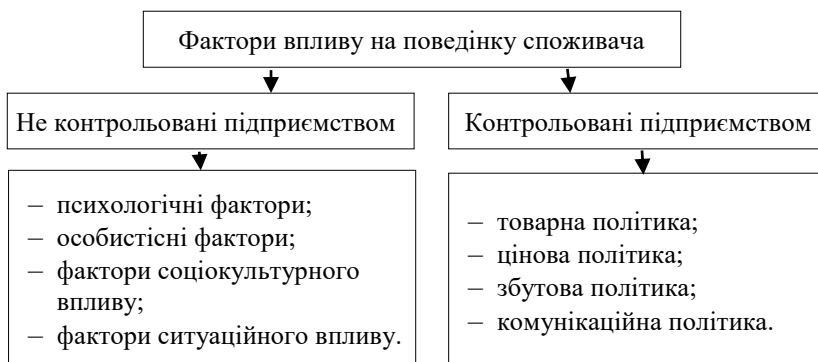 Фактори впливу на поведінку споживача
Не контрольовані підприємством
Контрольовані підприємством
– психологічні фактори;
– особистісні фактори;
– фактори соціокультурного
впливу;
– фактори ситуаційного впливу.
– товарна політика;
– цінова політика;
– збутова політика;
– комунікаційна політика.